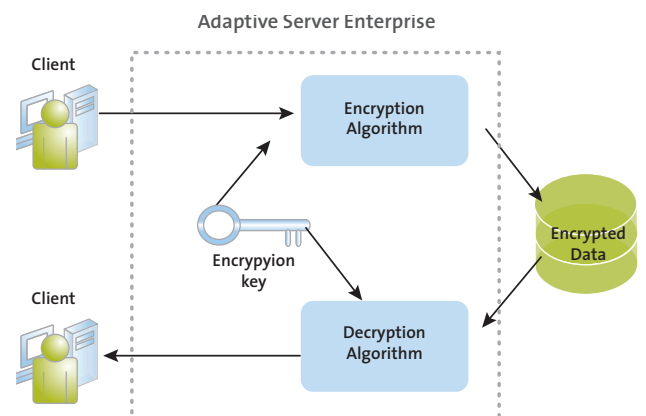 Adaptive Server Enterprise
Client
Encryption
Algorithm
Encrypyion
key
Encrypted
Data
Client
Decryption
Algorithm